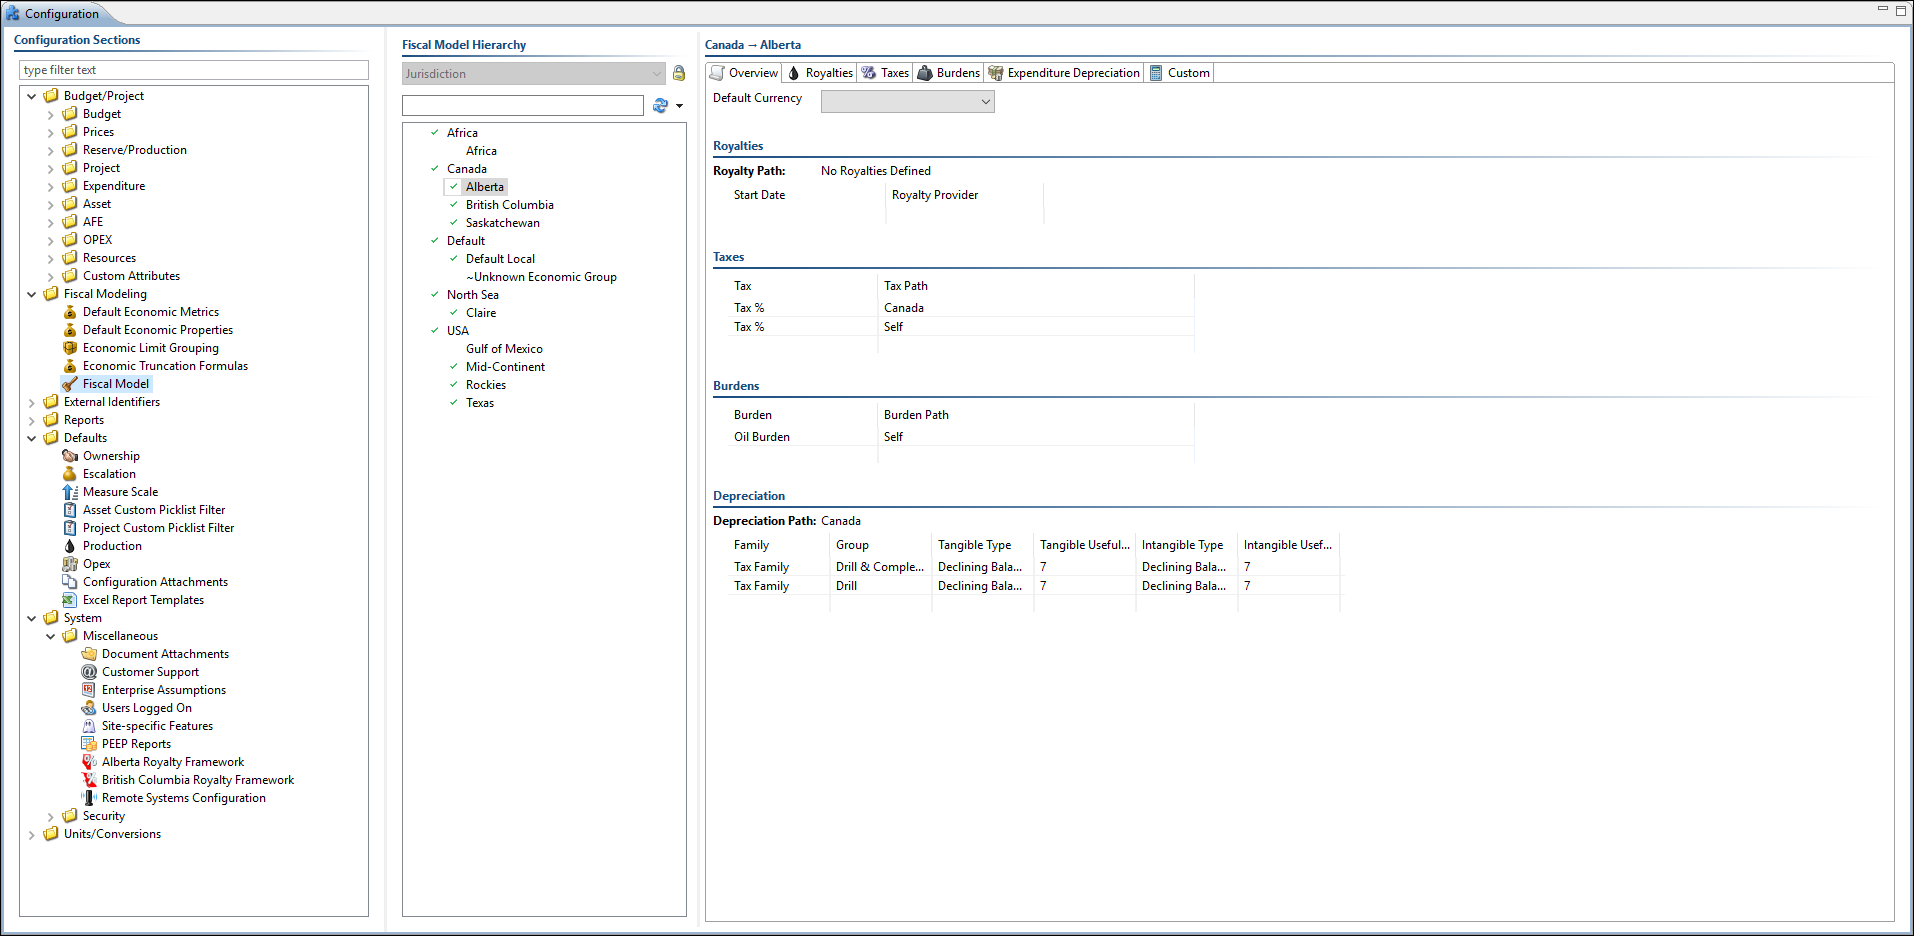 Configuration
Configuration Sections
type filter text
Budget/Project
Budget
Prices
Reserve/Production
Project
Expenditure
Asset
AFE
OPEX
Resources
Custom Attributes
Fiscal Modeling
Default Economic Metrics
Default Economic Properties
Economic Limit Grouping
Economic Truncation Formulas
Fiscal Model
External Identifiers
Reports
Defaults
Ownership
Escalation
Measure Scale
Asset Custom Picklist Filter
Project Custom Picklist Filter
Production
Opex
Configuration Attachments
Excel Report Templates
System
Miscellaneous
Document Attachments
Customer Support
Enterprise Assumptions
Users Logged On
Site-specific Features
PEEP Reports
Alberta Royalty Framework
British Columbia Royalty Framework
Remote Systems Configuration
Security
Units/Conversions
Fiscal Model Hierarchy
Jurisdiction
Africa
Africa
Canada
Alberta
British Columbia
Saskatchewan
Default
Default Local
~Unknown Economic Group
North Sea
Claire
USA
Gulf of Mexico
Mid-Continent
Rockies
Texas
Canada → Alberta
Overview Royalties Taxes Burdens Expenditure Depreciation Custom
Default Currency
Royalties
Royalty Path: No Royalties Defined
Start Date Royalty Provider
Taxes
Tax Tax Path
Tax % Canada
Tax % Self
Burdens
Burden Burden Path
Oil Burden Self
Depreciation
Depreciation Path: Canada
Family Group Tangible Type Tangible Useful... Intangible Type Intangible Usef...
Tax Family Drill & Comple... Declining Bala... 7 Declining Bala... 7
Tax Family Drill Declining Bala... 7 Declining Bala... 7